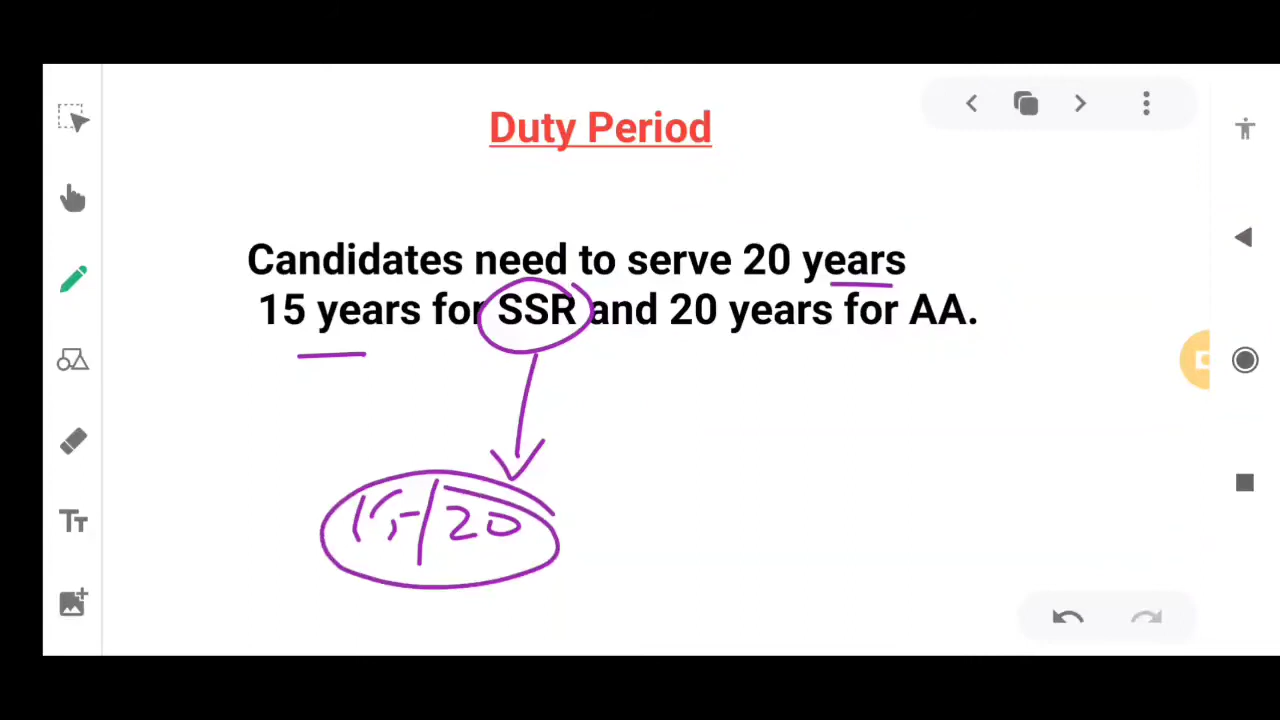 Duty Period
Candidates need to serve 20 years
15 years for SSR and 20 years for AA.
15/20
TT